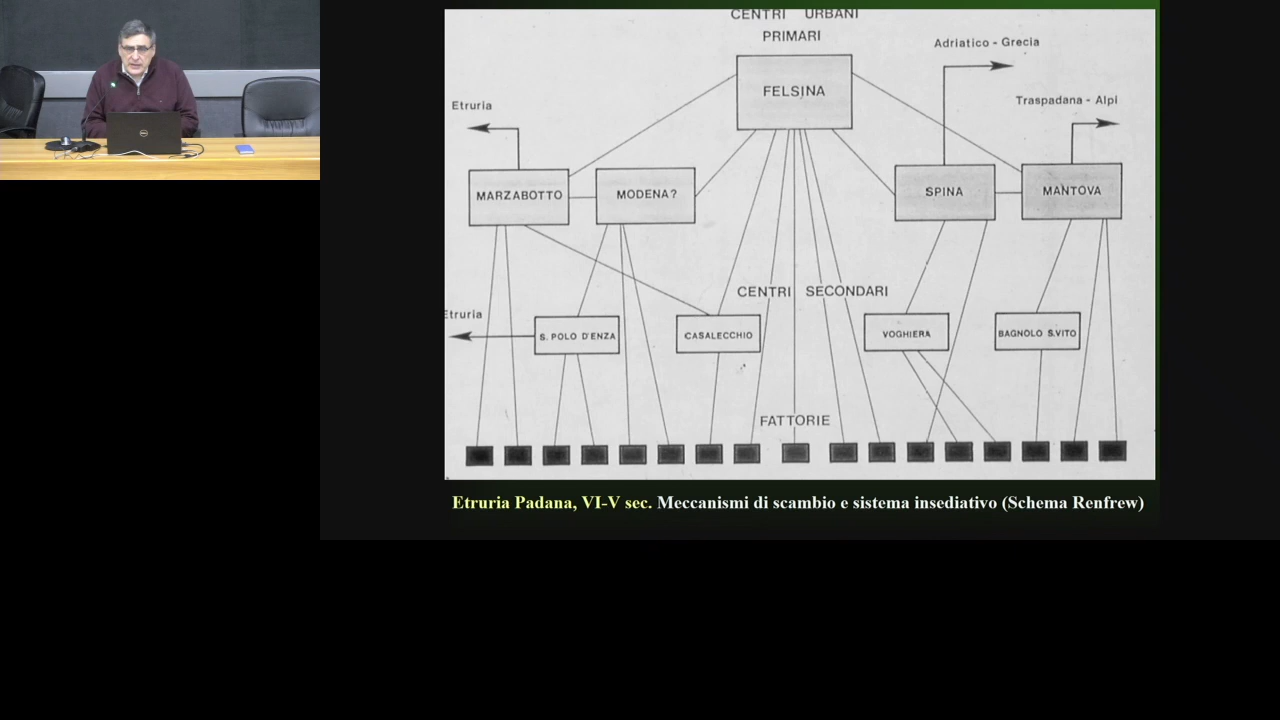 CENTRI URBANI
PRIMARI
Adriatico - Grecia
FELSINA
Traspadana - Alpi
Etruria
MARZABOTTO
MODENA?
SPINA
MANTOVA
CENTRI SECONDARI
Etruria
S. POLO D'ENZA
CASALECCHIO
VOGHIERA
BAGNOLO S.VITO
FATTORIE
Etruria Padana, VI-V sec. Meccanismi di scambio e sistema insediativo (Schema Renfrew)